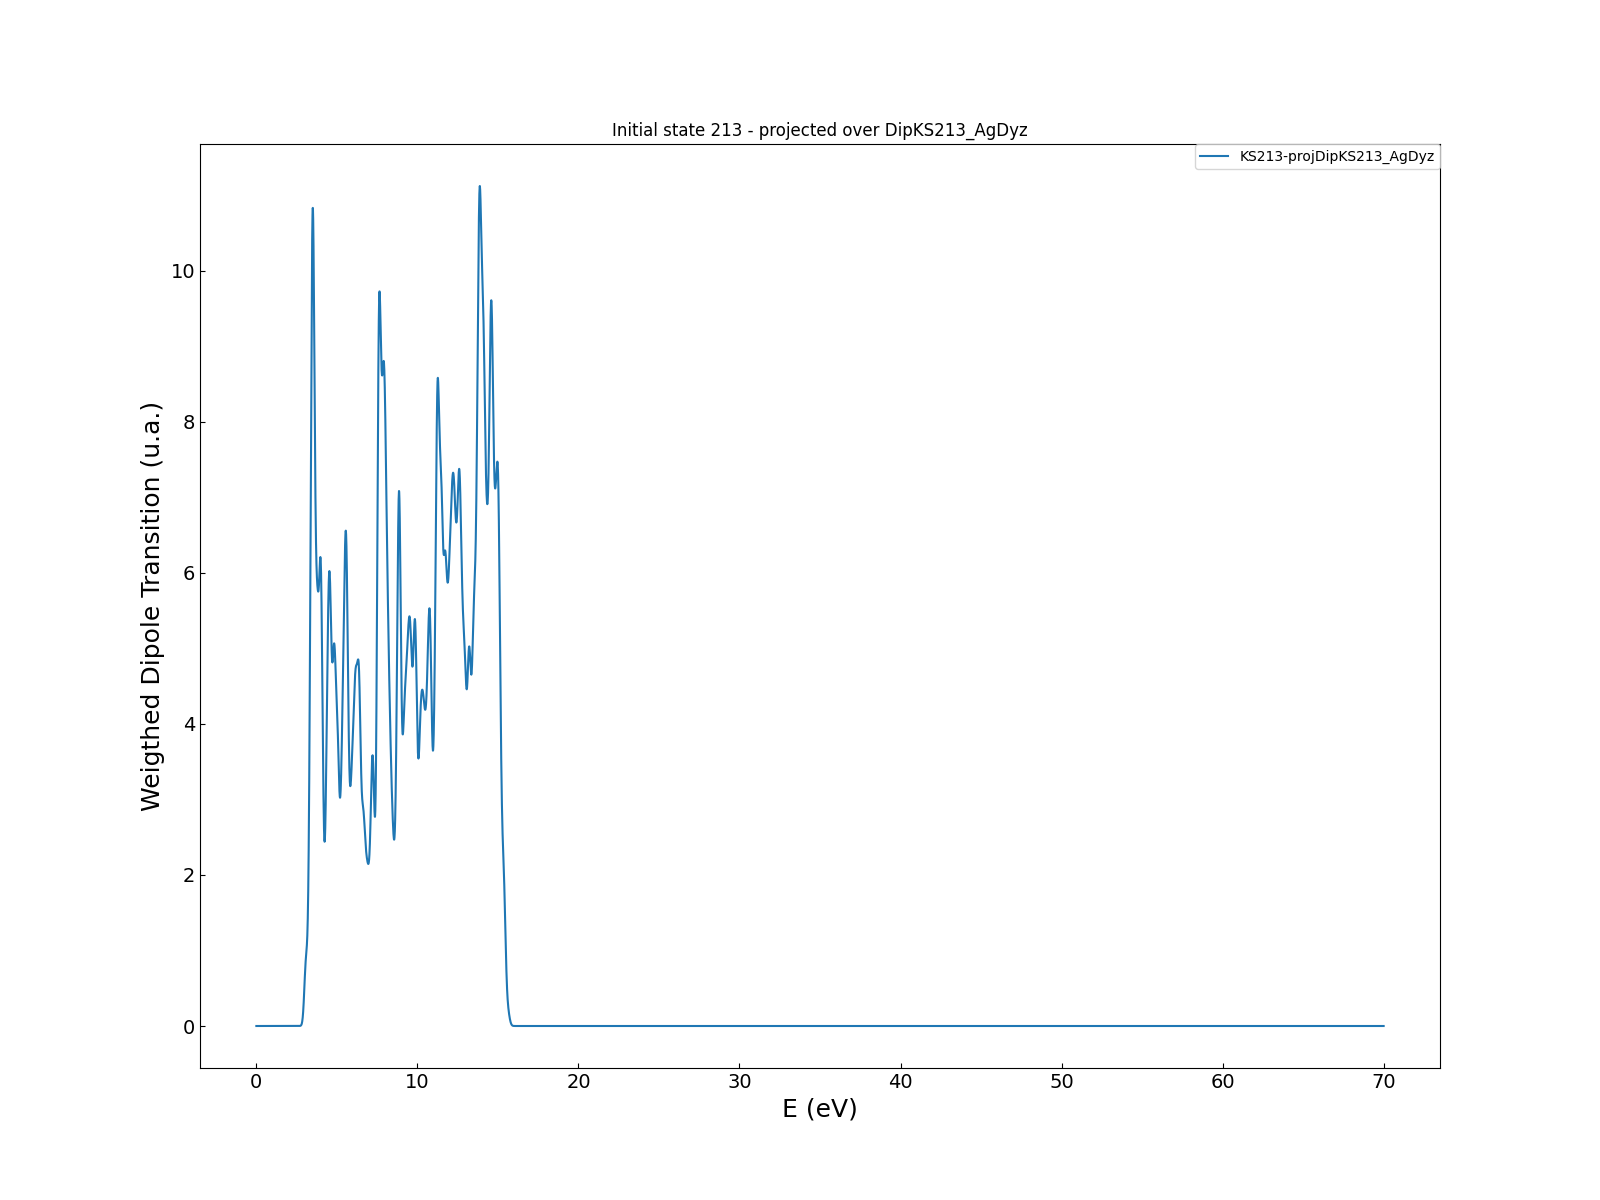 Initial state 213 - projected over DipKS213_AgDyz
KS213-projDipKS213_AgDyz
Weigthed Dipole Transition (u.a.)
10
8
6
4
2
0
0 10 20 30 40 50 60 70
E (eV)